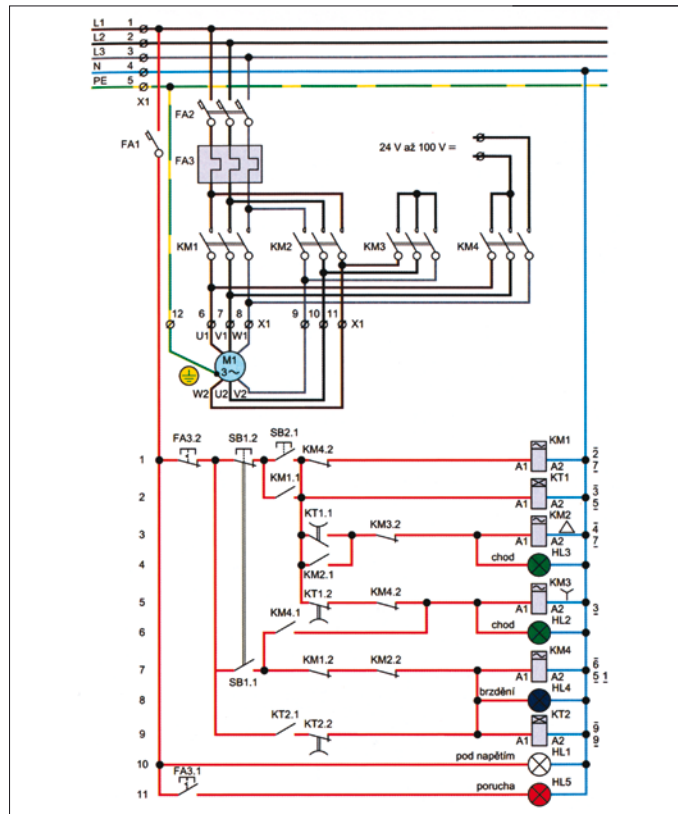 L1 1
L2 2
L3 3
N 4
PE 5
X1
FA2
FA1
FA3
24 V až 100 V =
KM1 KM2 KM3 KM4
12 6 7 8 X1 9 10 11 X1
U1 V1 W1
M1
3~
W2 U2 V2
1 FA3.2 SB1.2 SB2.1 KM4.2 A1 A2 KM1 2 7
2 KM1.1 A1 A2 KT1 3 5
3 KT1.1 KM3.2 A1 A2 KM2 4 7
4 KM2.1 chod HL3
5 KT1.2 KM4.2 A1 A2 KM3 3
6 KM4.1 chod HL2
7 SB1.1 KM1.2 KM2.2 A1 A2 KM4 6 5 1
8 brzdění HL4
9 KT2.1 KT2.2 A1 A2 KT2 9 9
10 pod napětím HL1
11 FA3.1 porucha HL5